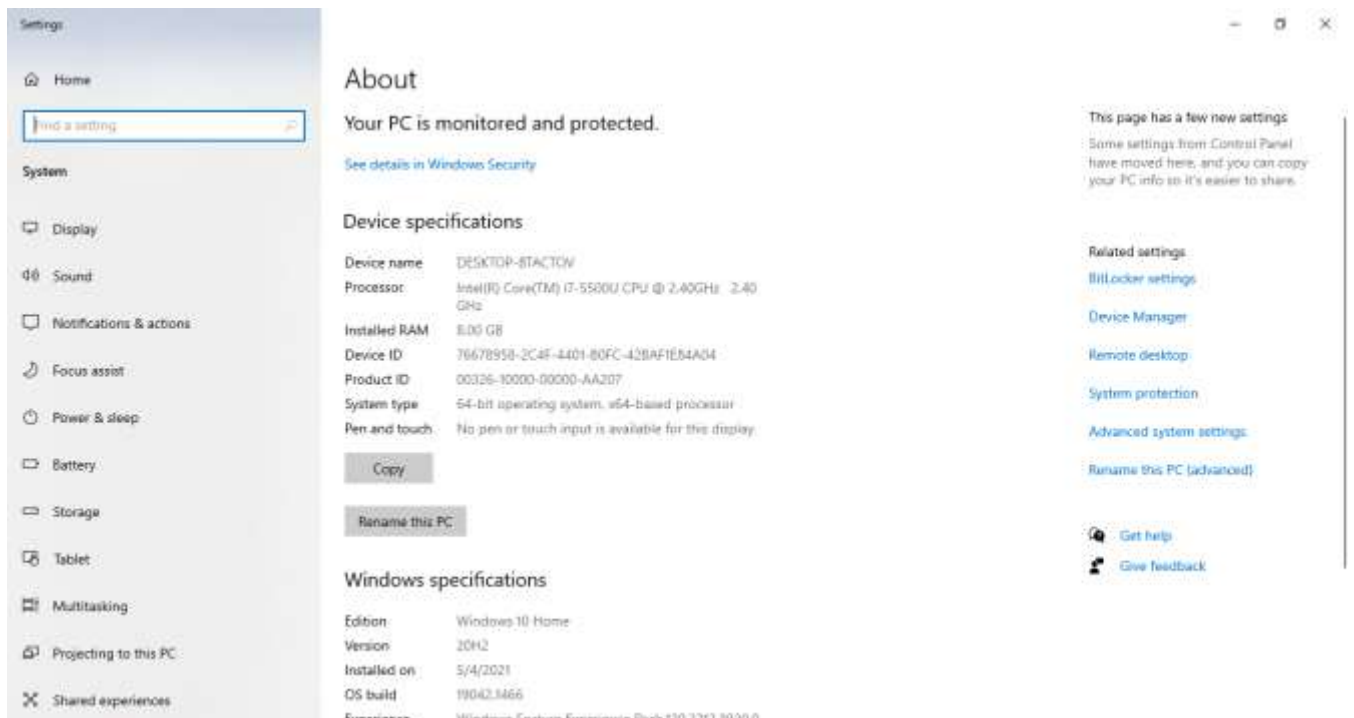 Settings
Home
Find a setting
System
Display
Sound
Notifications & actions
Focus assist
Power & sleep
Battery
Storage
Tablet
Multitasking
Projecting to this PC
Shared experiences
About
Your PC is monitored and protected.
See details in Windows Security
Device specifications
Device name DESKTOP-8TACTOV
Processor Intel(R) Core(TM) i7-5500U CPU @ 2.40GHz 2.40
GHz
Installed RAM 8.00 GB
Device ID 76678958-2C4F-4401-80FC-428AF1E84A04
Product ID 00326-10000-00000-AA207
System type 64-bit operating system, x64-based processor
Pen and touch No pen or touch input is available for this display
Copy
Rename this PC
Windows specifications
Edition Windows 10 Home
Version 20H2
Installed on 5/4/2021
OS build 19042.1466
Experience Windows Feature Experience Pack
This page has a few new settings
Some settings from Control Panel
have moved here, and you can copy
your PC info so it's easier to share.
Related settings
BitLocker settings
Device Manager
Remote desktop
System protection
Advanced system settings
Rename this PC (advanced)
Get help
Give feedback